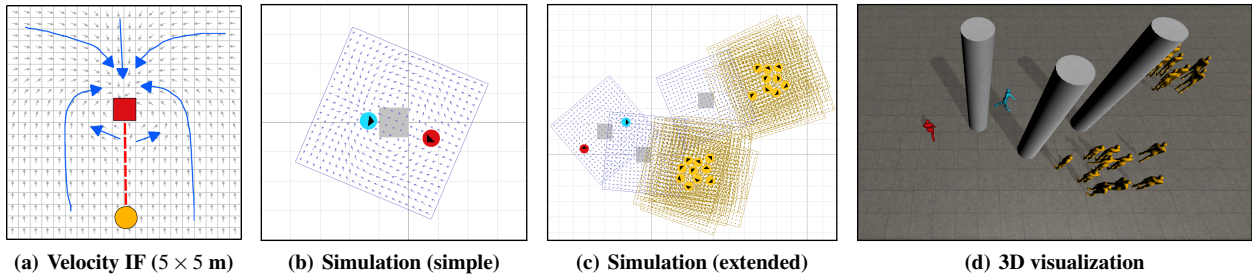 (a) Velocity IF (5 × 5 m)
(b) Simulation (simple)
(c) Simulation (extended)
(d) 3D visualization